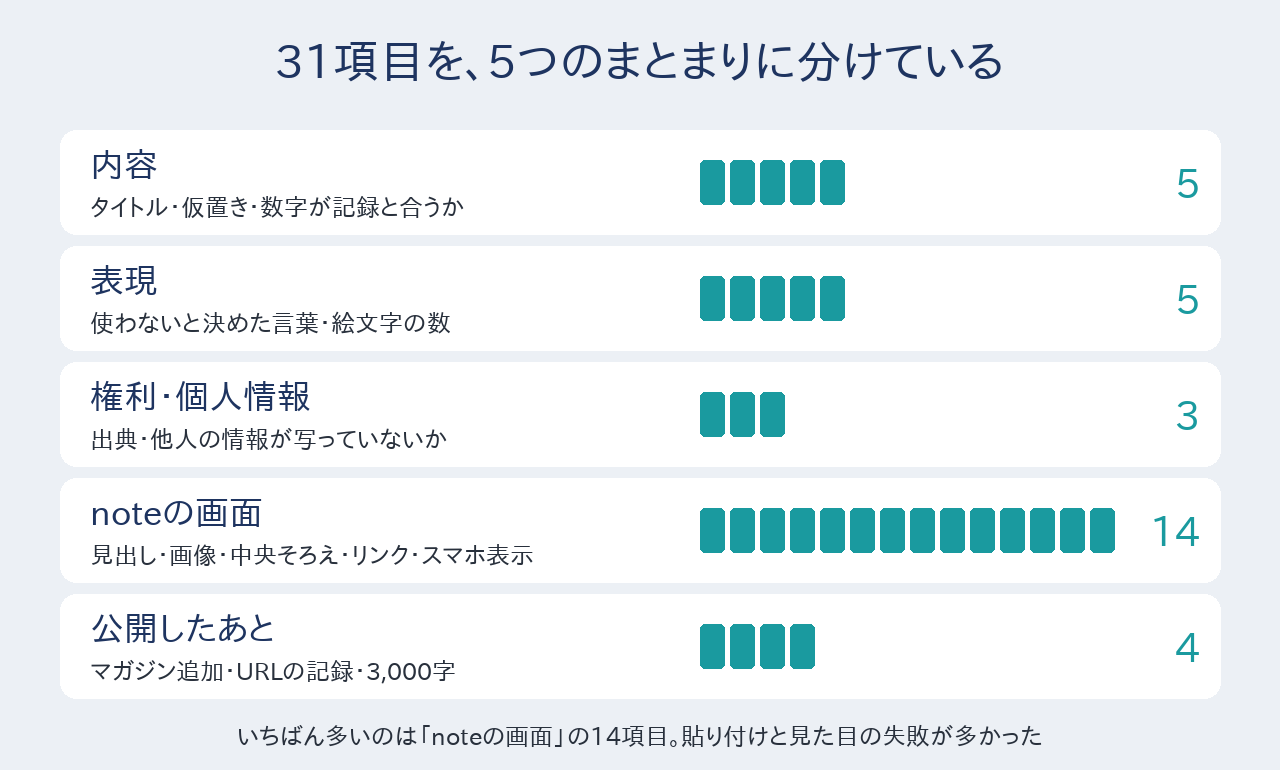 31項目を、5つのまとまりに分けている
内容
タイトル・仮置き・数字が記録と合うか
5
表現
使わないと決めた言葉・絵文字の数
5
権利・個人情報
出典・他人の情報が写っていないか
3
noteの画面
見出し・画像・中央そろえ・リンク・スマホ表示
14
公開したあと
マガジン追加・URLの記録・3,000字
4
いちばん多いのは「noteの画面」の14項目。貼り付けと見た目の失敗が多かった